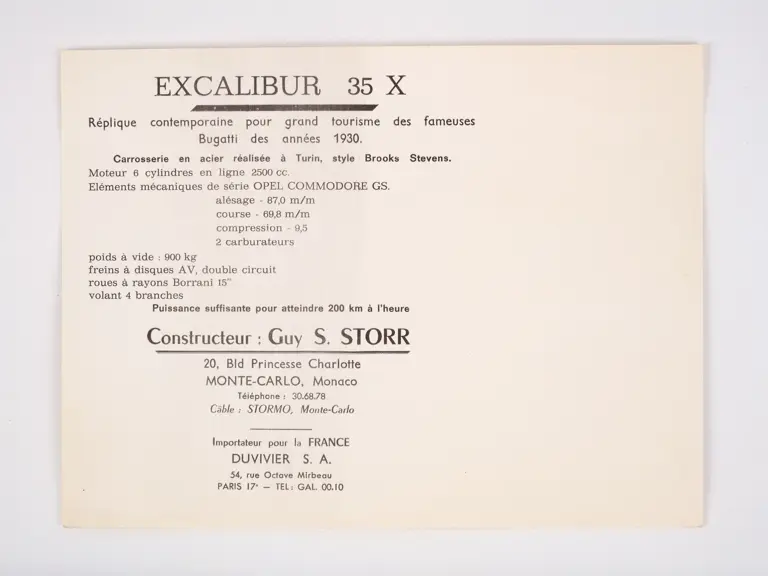 EXCALIBUR 35 X
Réplique contemporaine pour grand tourisme des fameuses
Bugatti des années 1930.
Carrosserie en acier réalisée à Turin, style Brooks Stevens.
Moteur 6 cylindres en ligne 2500 cc.
Eléments mécaniques de série OPEL COMMODORE GS.
alésage - 87,0 m/m
course - 69,8 m/m
compression - 9,5
2 carburateurs
poids à vide : 900 kg
freins à disques AV, double circuit
roues à rayons Borrani 15"
volant 4 branches
Puissance suffisante pour atteindre 200 km à l'heure
Constructeur : Guy S. STORR
20, Bld Princesse Charlotte
MONTE-CARLO, Monaco
Téléphone : 30.68.78
Câble : STORMO, Monte-Carlo
Importateur pour la FRANCE
DUVIVIER S. A.
54, rue Octave Mirbeau
PARIS 17e — TEL: GAL. 00.10